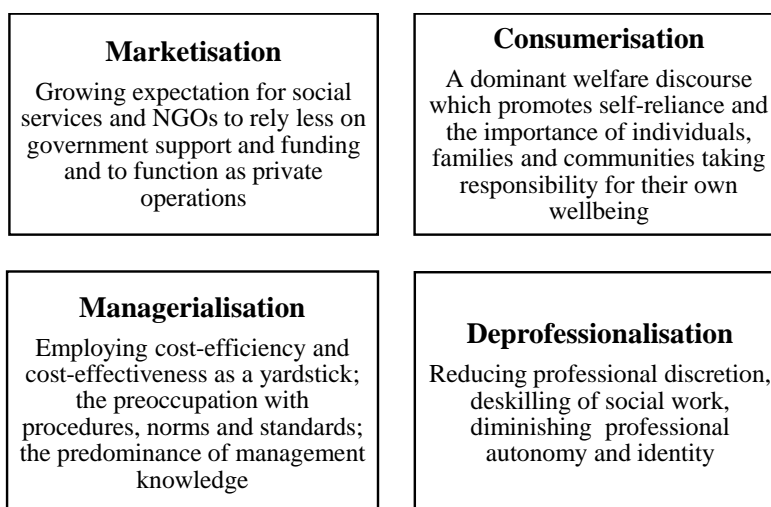 Marketisation
Growing expectation for social
services and NGOs to rely less on
government support and funding
and to function as private
operations
Consumerisation
A dominant welfare discourse
which promotes self-reliance and
the importance of individuals,
families and communities taking
responsibility for their own
wellbeing
Managerialisation
Employing cost-efficiency and
cost-effectiveness as a yardstick;
the preoccupation with
procedures, norms and standards;
the predominance of management
knowledge
Deprofessionalisation
Reducing professional discretion,
deskilling of social work,
diminishing professional
autonomy and identity